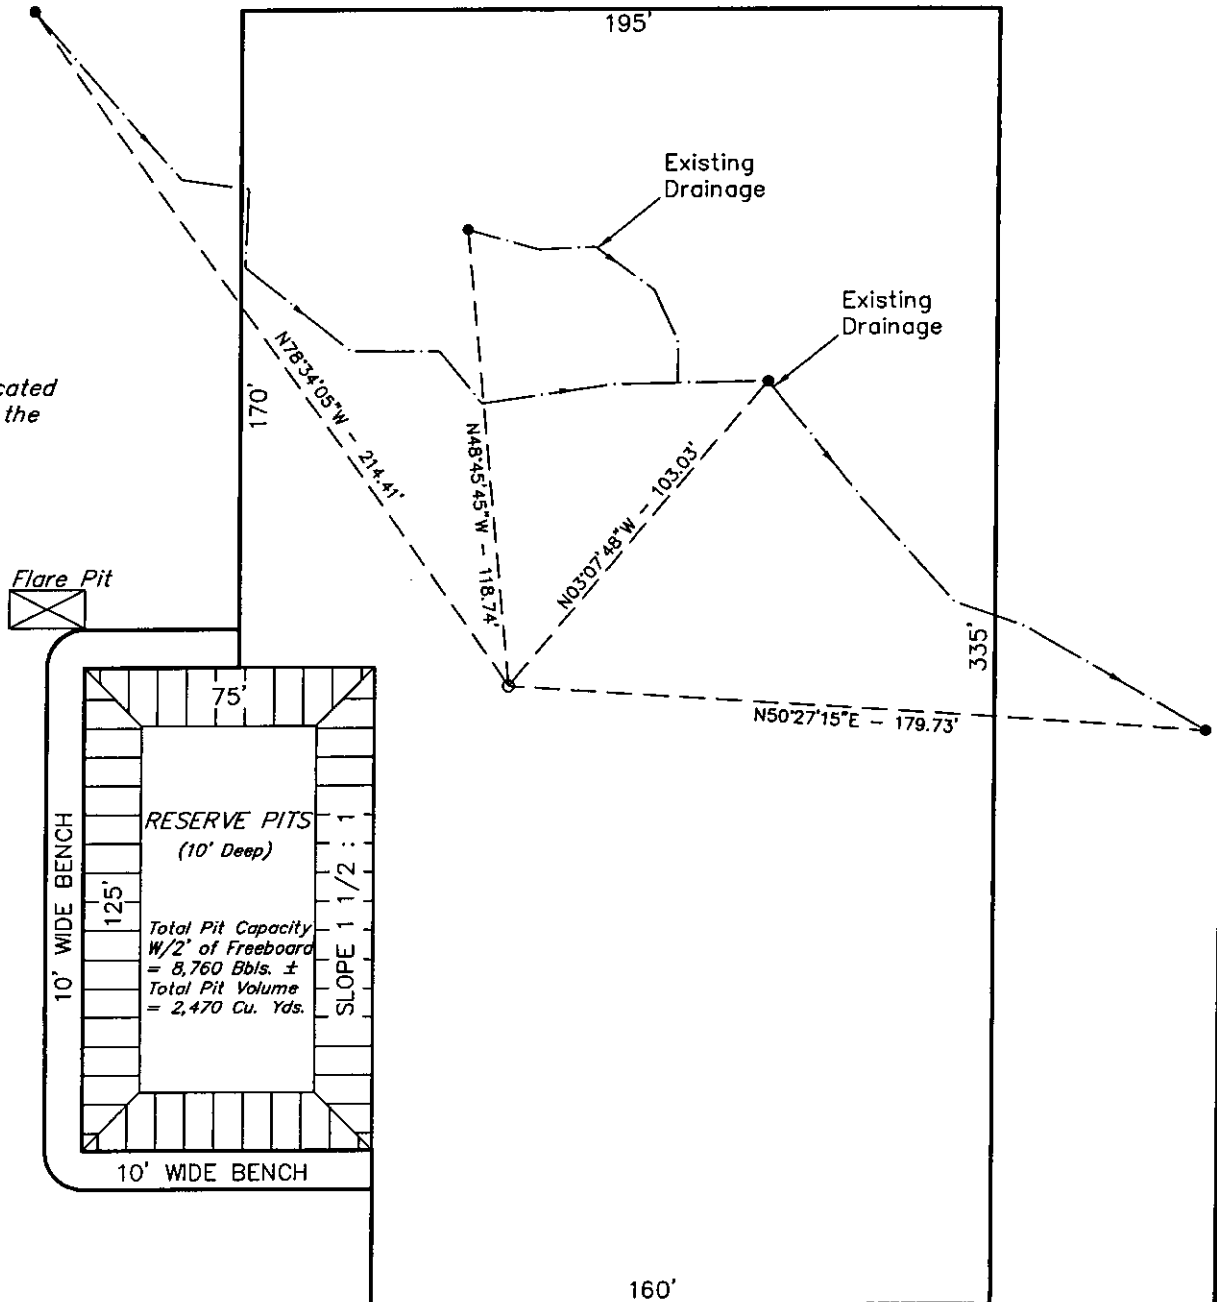 195'
Existing
Drainage
Existing
Drainage
cated
the
170'
N78°34'05"W - 214.41'
N48°45'45"W - 118.74'
N03°07'48"W - 103.03'
Flare Pit
335'
N50°27'15"E - 179.73'
75'
RESERVE PITS
(10' Deep)
SLOPE 1 1/2 : 1
10' WIDE BENCH
125'
Total Pit Capacity
W/2' of Freeboard
= 8,760 Bbls. ±
Total Pit Volume
= 2,470 Cu. Yds.
10' WIDE BENCH
160'